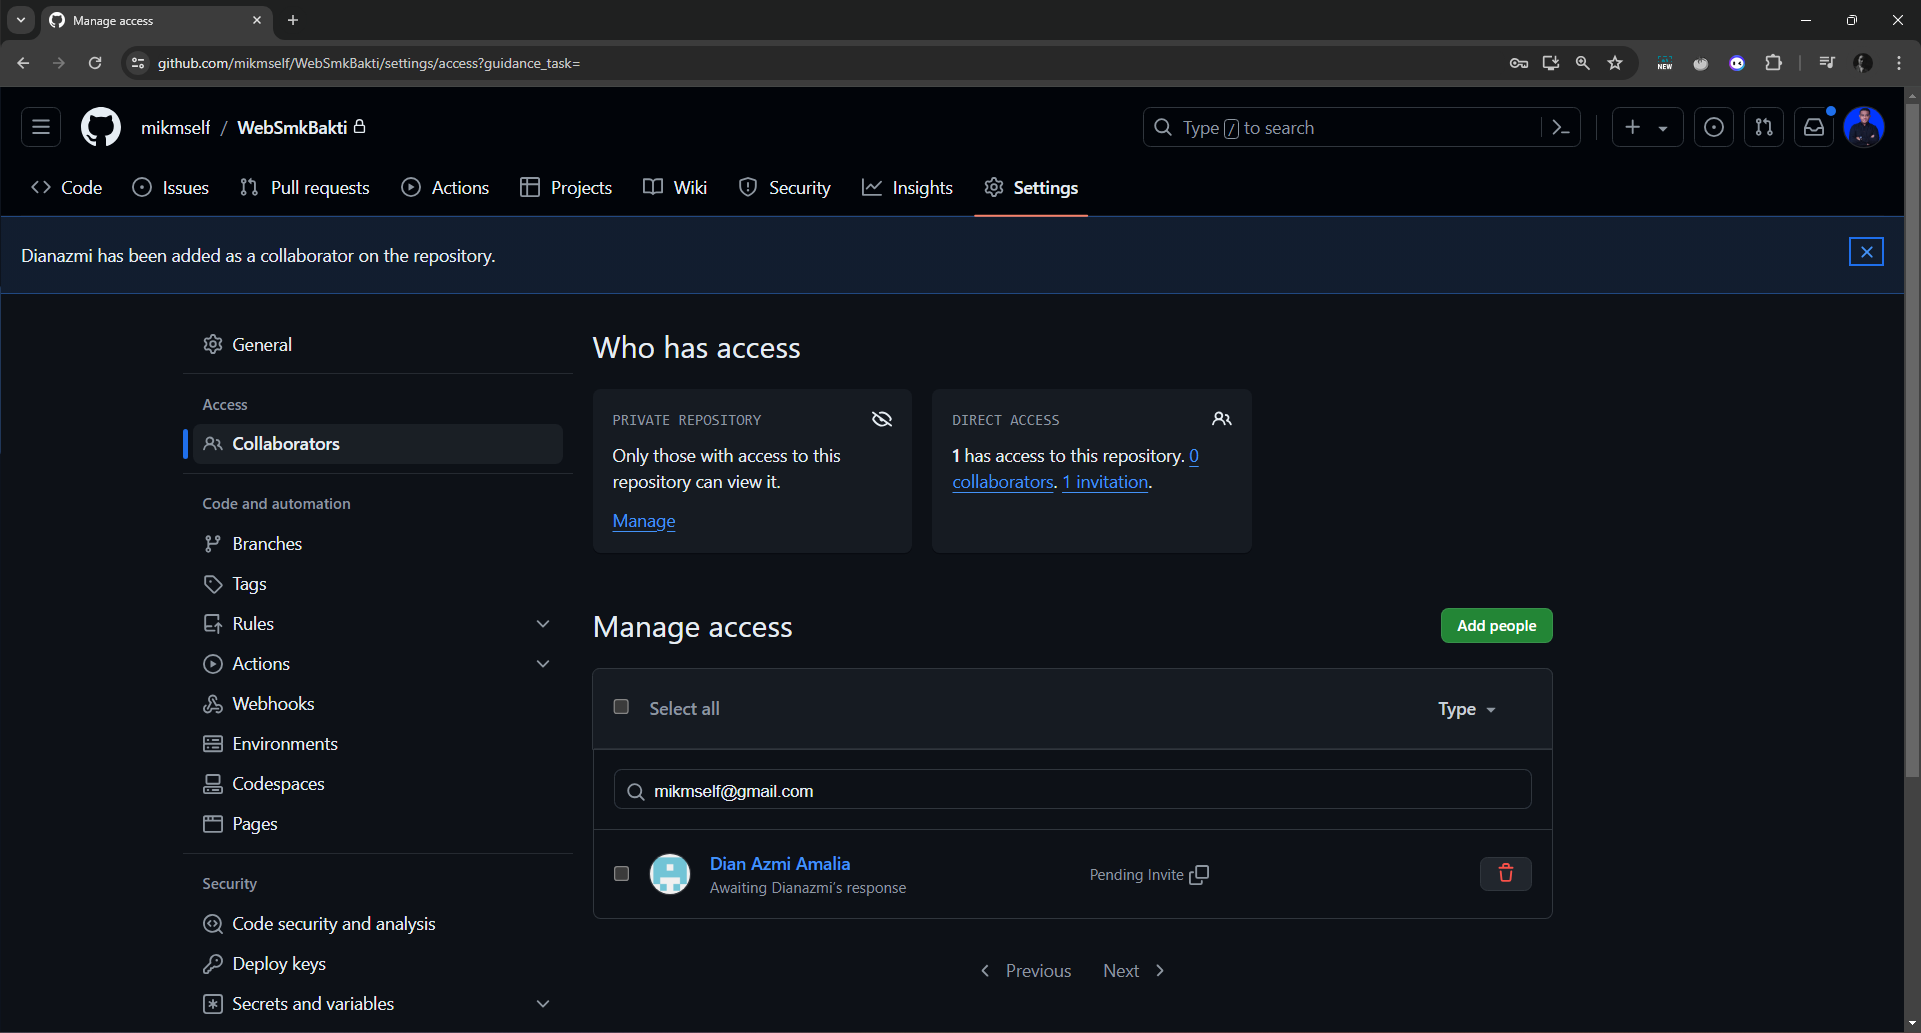 Manage access
github.com/mikmself/WebSmkBakti/settings/access?guidance_task=
NEW
mikmself / WebSmkBakti
Type / to search
Code
Issues
Pull requests
Actions
Projects
Wiki
Security
Insights
Settings
Dianazmi has been added as a collaborator on the repository.
General
Access
Collaborators
Code and automation
Branches
Tags
Rules
Actions
Webhooks
Environments
Codespaces
Pages
Security
Code security and analysis
Deploy keys
Secrets and variables
Who has access
PRIVATE REPOSITORY
Only those with access to this
repository can view it.
Manage
DIRECT ACCESS
1 has access to this repository. 0
collaborators. 1 invitation.
Manage access
Add people
Select all
Type
mikmself@gmail.com
Dian Azmi Amalia
Awaiting Dianazmi's response
Pending Invite
Previous
Next